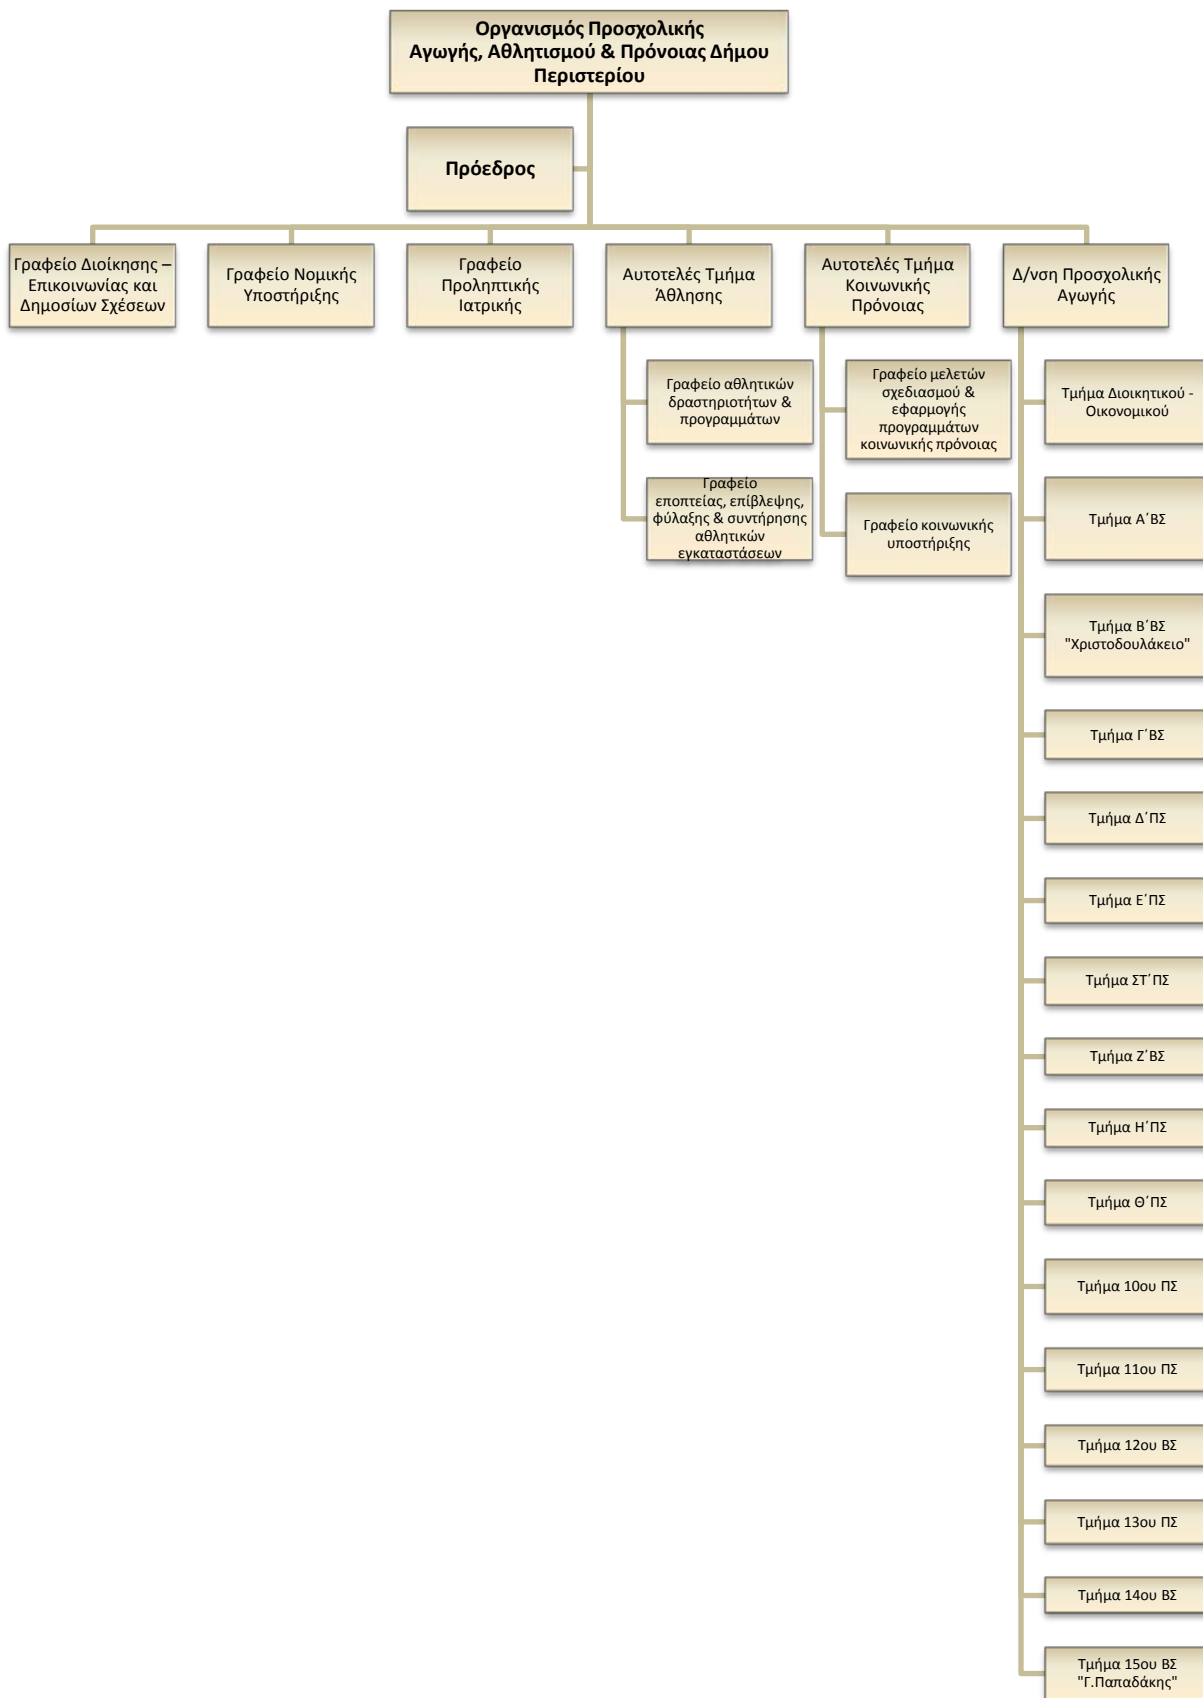 Οργανισμός Προσχολικής
Αγωγής, Αθλητισμού & Πρόνοιας Δήμου
Περιστερίου
Πρόεδρος
Γραφείο Διοίκησης –
Επικοινωνίας και
Δημοσίων Σχέσεων
Γραφείο Νομικής
Υποστήριξης
Γραφείο
Προληπτικής
Ιατρικής
Αυτοτελές Τμήμα
Άθλησης
Αυτοτελές Τμήμα
Κοινωνικής
Πρόνοιας
Δ/νση Προσχολικής
Αγωγής
Γραφείο αθλητικών
δραστηριοτήτων &
προγραμμάτων
Γραφείο
εποπτείας, επίβλεψης,
φύλαξης & συντήρησης
αθλητικών
εγκαταστάσεων
Γραφείο μελετών
σχεδιασμού &
εφαρμογής
προγραμμάτων
κοινωνικής πρόνοιας
Γραφείο κοινωνικής
υποστήριξης
Τμήμα Διοικητικού -
Οικονομικού
Τμήμα Α΄ΒΣ
Τμήμα Β΄ΒΣ
"Χριστοδουλάκειο"
Τμήμα Γ΄ΒΣ
Τμήμα Δ΄ΠΣ
Τμήμα Ε΄ΠΣ
Τμήμα ΣΤ΄ΠΣ
Τμήμα Ζ΄ΒΣ
Τμήμα Η΄ΠΣ
Τμήμα Θ΄ΠΣ
Τμήμα 10ου ΠΣ
Τμήμα 11ου ΠΣ
Τμήμα 12ου ΒΣ
Τμήμα 13ου ΠΣ
Τμήμα 14ου ΒΣ
Τμήμα 15ου ΒΣ
"Γ.Παπαδάκης"